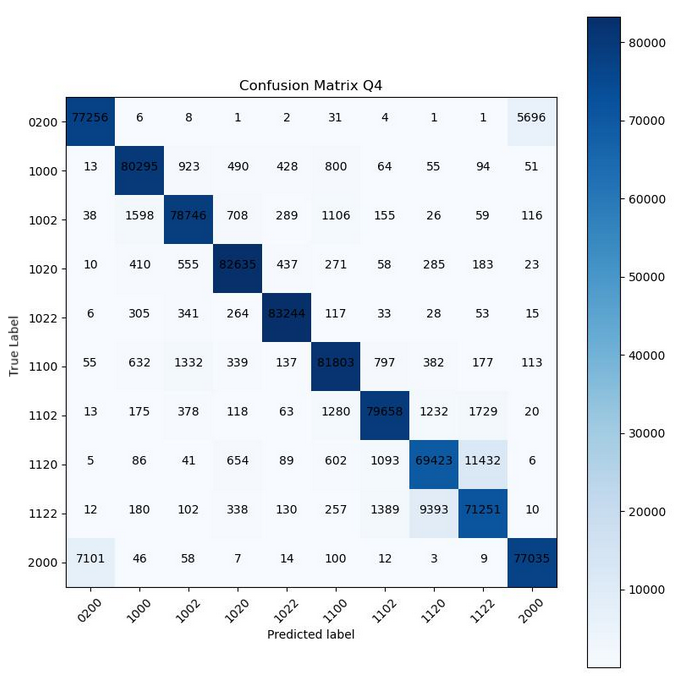 Confusion Matrix Q4
0200 77256 6 8 1 2 31 4 1 1 5696
1000 13 80295 923 490 428 800 64 55 94 51
1002 38 1598 78746 708 289 1106 155 26 59 116
1020 10 410 555 82635 437 271 58 285 183 23
1022 6 305 341 264 83244 117 33 28 53 15
1100 55 632 1332 339 137 81803 797 382 177 113
1102 13 175 378 118 63 1280 79658 1232 1729 20
1120 5 86 41 654 89 602 1093 69423 11432 6
1122 12 180 102 338 130 257 1389 9393 71251 10
2000 7101 46 58 7 14 100 12 3 9 77035
0200 1000 1002 1020 1022 1100 1102 1120 1122 2000
Predicted label
True Label
80000
70000
60000
50000
40000
30000
20000
10000